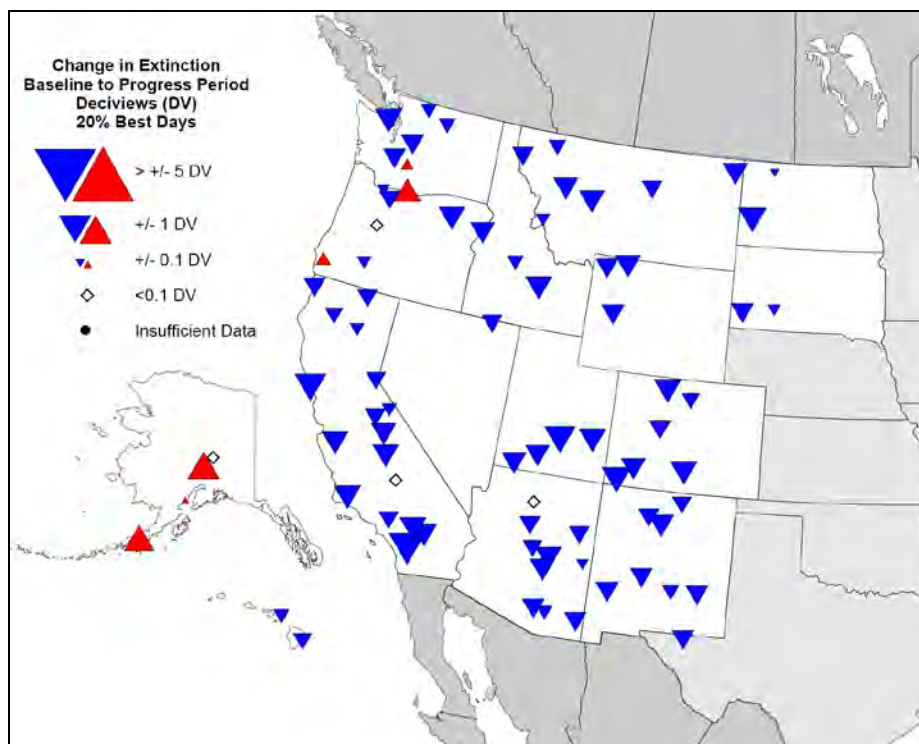 Change in Extinction
Baseline to Progress Period
Deciviews (DV)
20% Best Days
> +/- 5 DV
+/- 1 DV
+/- 0.1 DV
<0.1 DV
Insufficient Data